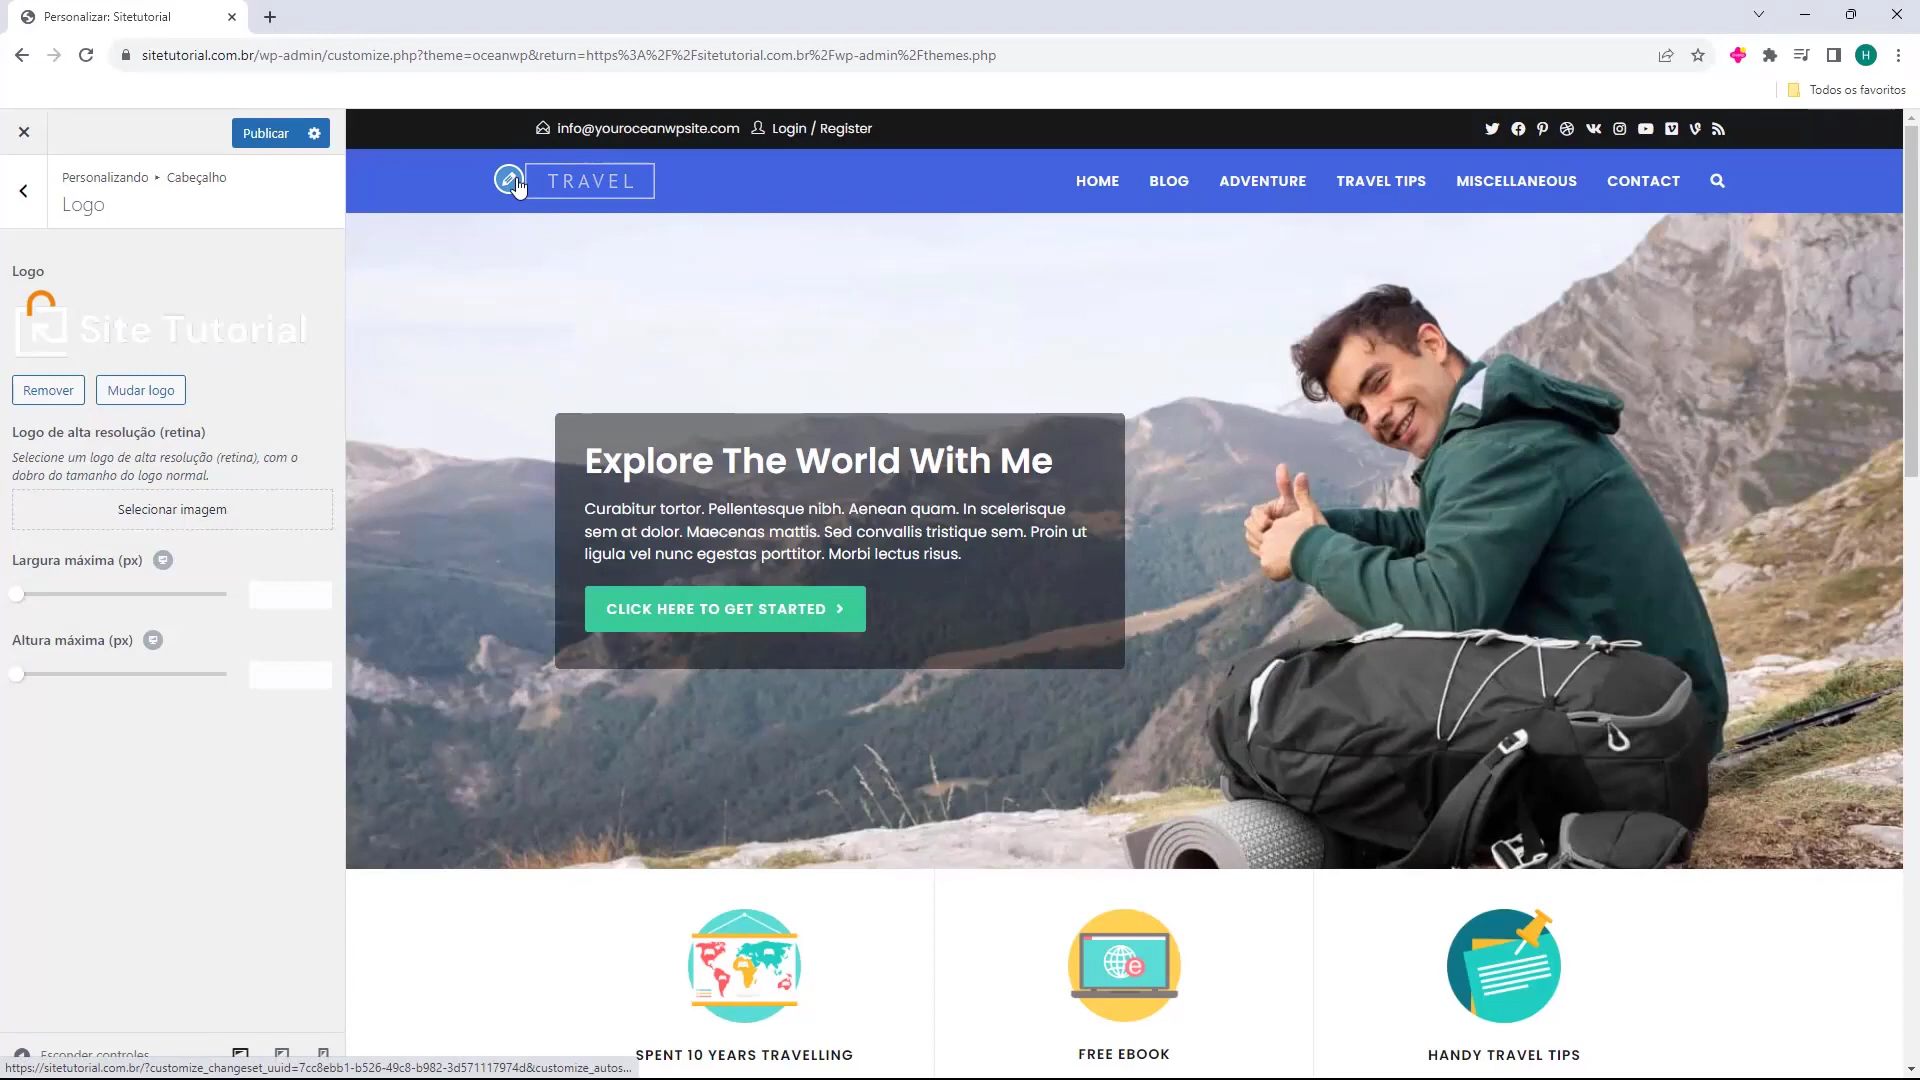 Personalizar: Sitetutorial
sitetutorial.com.br/wp-admin/customize.php?theme=oceanwp&return=https%3A%2F%2Fsitetutorial.com.br%2Fwp-admin%2Fthemes.php
H
Todos os favoritos
Publicar
Personalizando ▸ Cabeçalho
Logo
Logo
Site Tutorial
Remover
Mudar logo
Logo de alta resolução (retina)
Selecione um logo de alta resolução (retina), com o
dobro do tamanho do logo normal.
Selecionar imagem
Largura máxima (px)
Altura máxima (px)
Esconder controles
https://sitetutorial.com.br/?customize_changeset_uuid=7cc8ebb1-b526-49c8-b982-3d571117974d&customize_autos...
info@youroceanwpsite.com
Login / Register
TRAVEL
HOME
BLOG
ADVENTURE
TRAVEL TIPS
MISCELLANEOUS
CONTACT
Explore The World With Me
Curabitur tortor. Pellentesque nibh. Aenean quam. In scelerisque
sem at dolor. Maecenas mattis. Sed convallis tristique sem. Proin ut
ligula vel nunc egestas porttitor. Morbi lectus risus.
CLICK HERE TO GET STARTED
e
SPENT 10 YEARS TRAVELLING
FREE EBOOK
HANDY TRAVEL TIPS